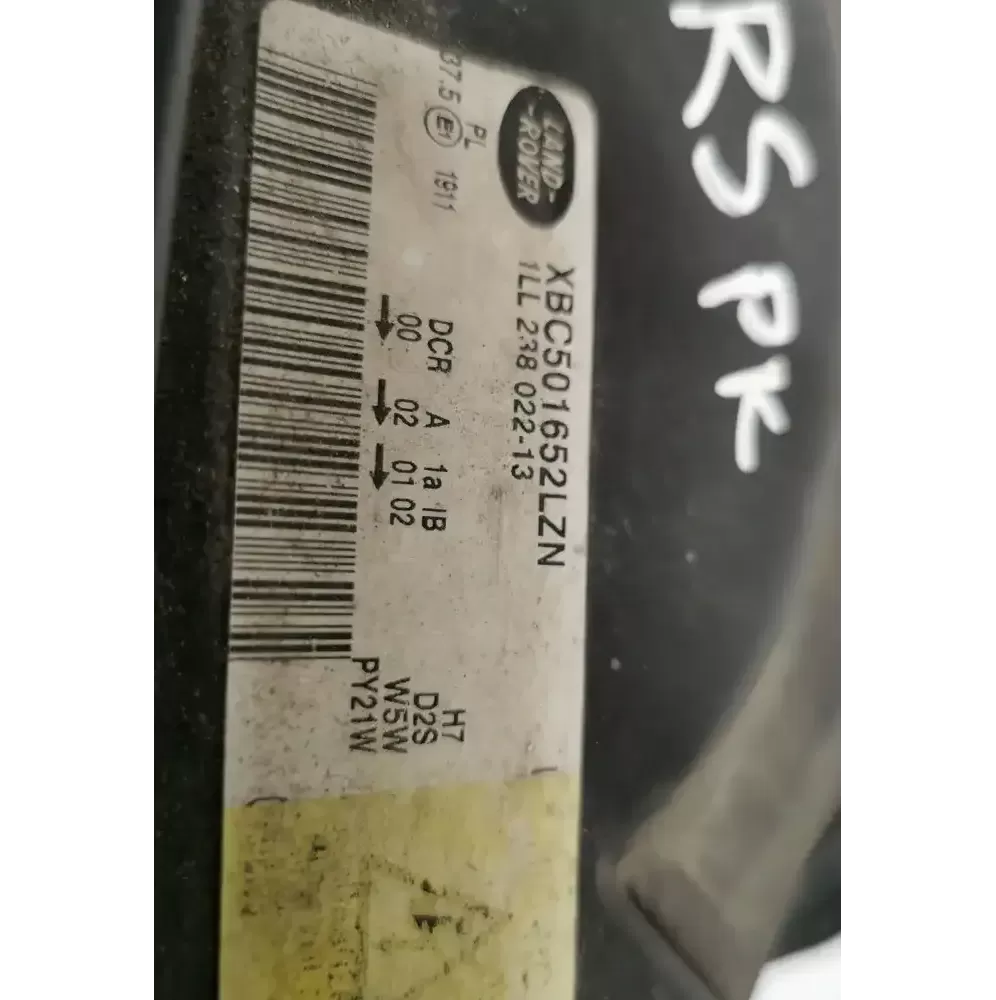 RS PK
LAND-
-ROVER
XBC501652LZN
1LL 238 022-13
37.5 E1 1911
PL
DCR A 1a IB
00 02 01 02
H7
D2S
W5W
PY21W